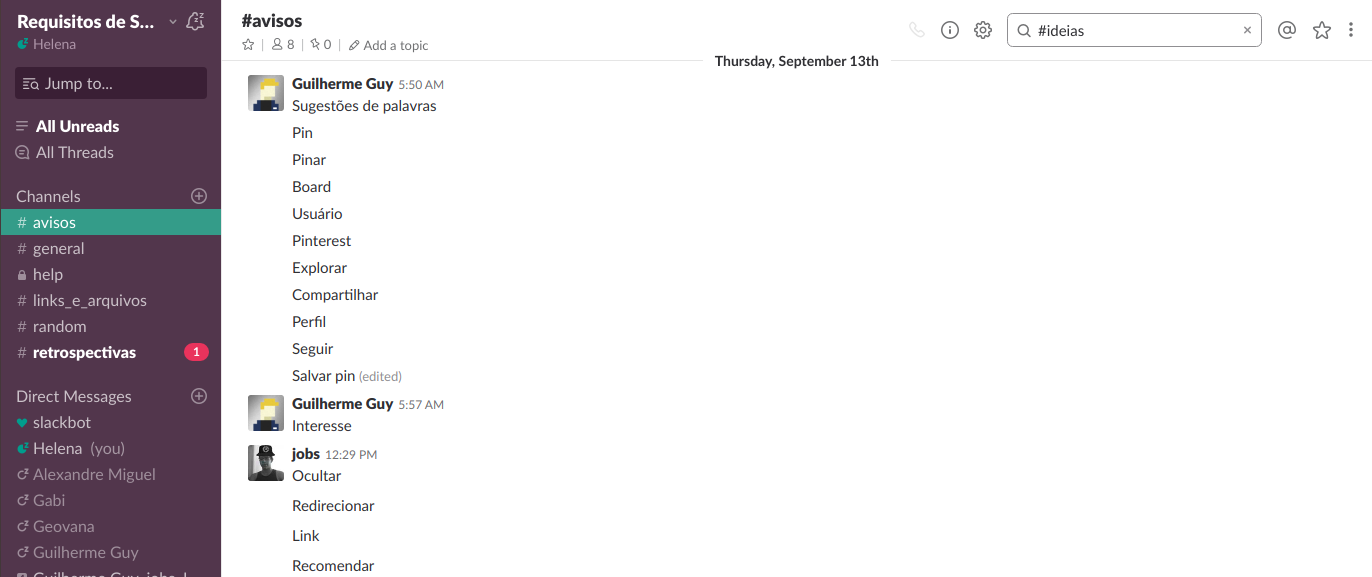 Requisitos de S...
Helena
Jump to...
All Unreads
All Threads
Channels
# avisos
# general
help
# links_e_arquivos
# random
# retrospectivas 1
Direct Messages
slackbot
Helena (you)
Alexandre Miguel
Gabi
Geovana
Guilherme Guy
#avisos
8 | 0 | Add a topic
#ideias
Thursday, September 13th
Guilherme Guy 5:50 AM
Sugestões de palavras
Pin
Pinar
Board
Usuário
Pinterest
Explorar
Compartilhar
Perfil
Seguir
Salvar pin (edited)
Guilherme Guy 5:57 AM
Interesse
jobs 12:29 PM
Ocultar
Redirecionar
Link
Recomendar